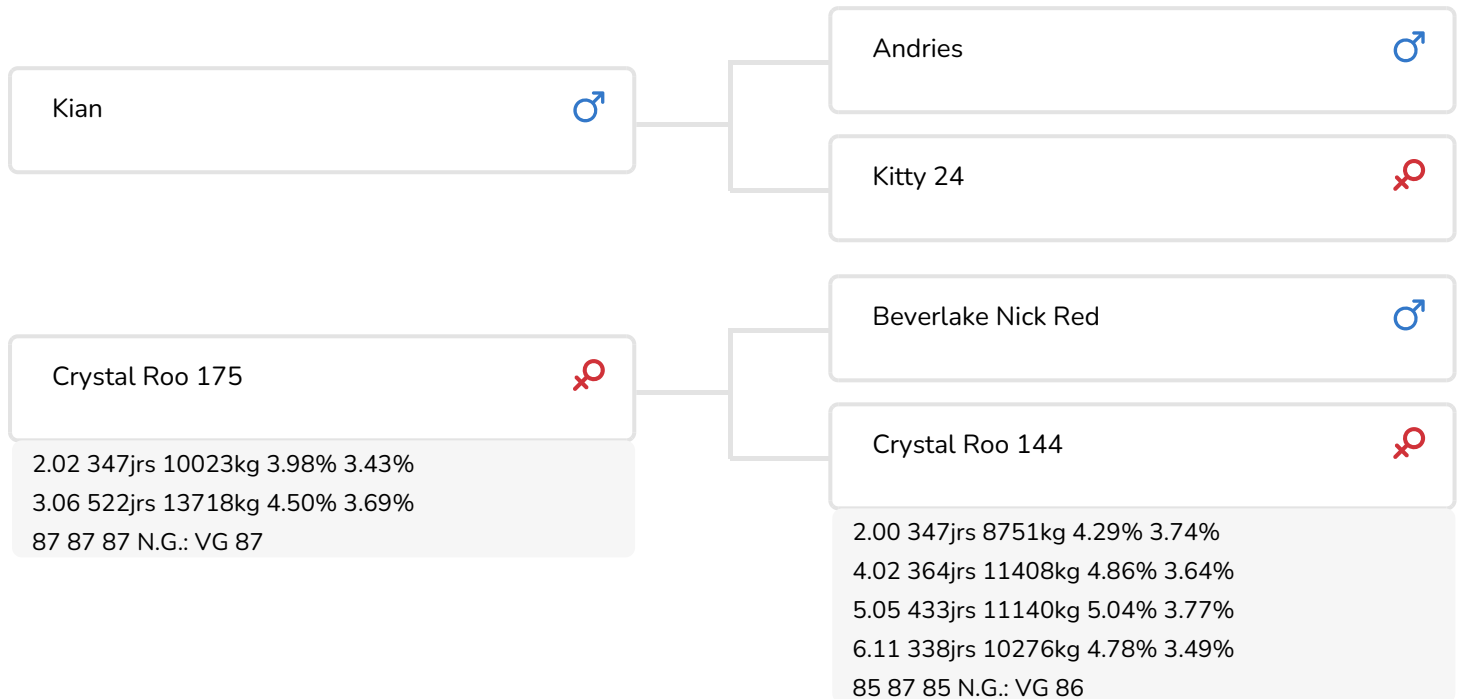 Kian
Andries
Kitty 24
Crystal Roo 175
2.02 347jrs 10023kg 3.98% 3.43%
3.06 522jrs 13718kg 4.50% 3.69%
87 87 87 N.G.: VG 87
Beverlake Nick Red
Crystal Roo 144
2.00 347jrs 8751kg 4.29% 3.74%
4.02 364jrs 11408kg 4.86% 3.64%
5.05 433jrs 11140kg 5.04% 3.77%
6.11 338jrs 10276kg 4.78% 3.49%
85 87 85 N.G.: VG 86